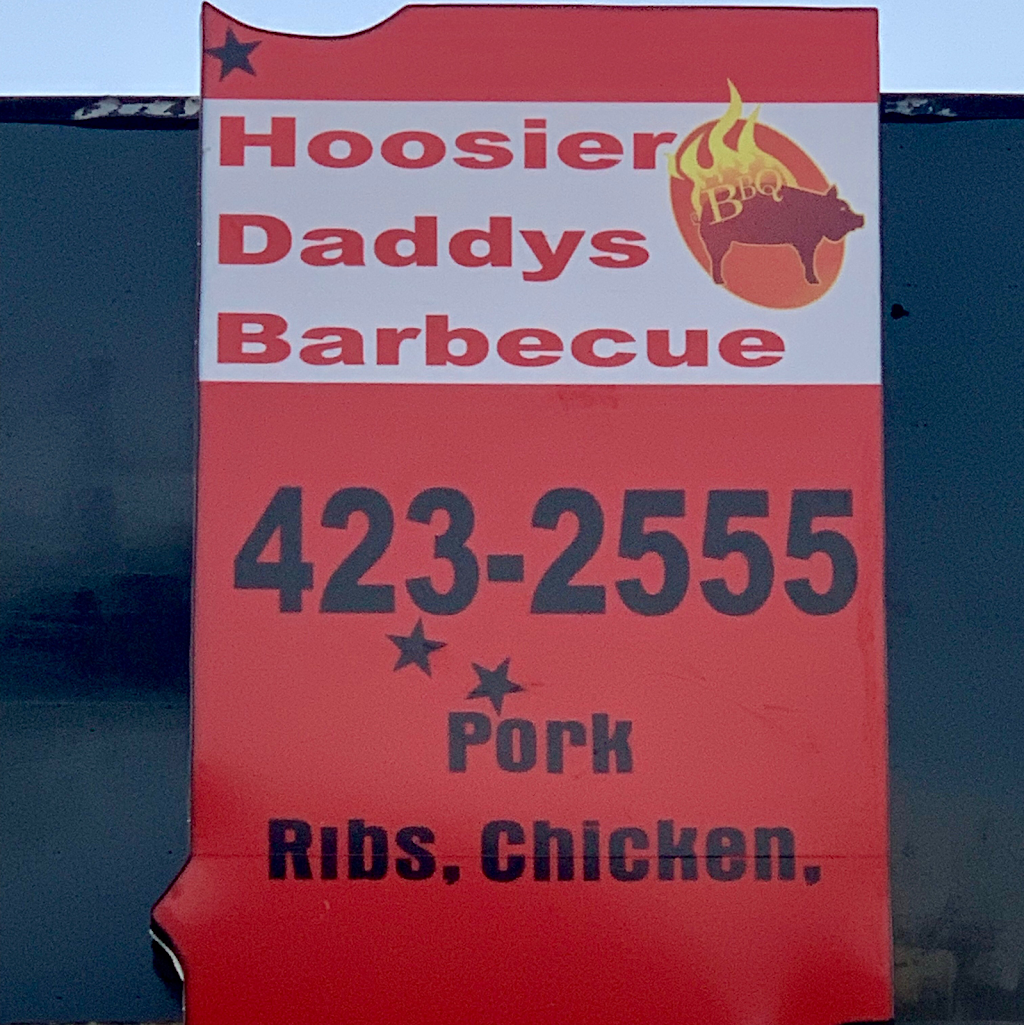 Hoosier
BBQ
Daddys
Barbecue
423-2555
Pork
Ribs, Chicken,